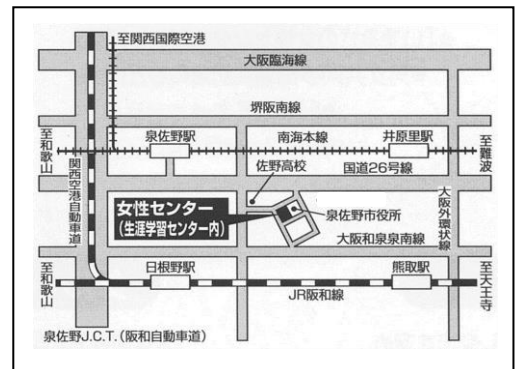 至関西国際空港
大阪臨海線
堺阪南線
至和歌山
泉佐野駅
南海本線
井原里駅
至難波
関西空港自動車道
佐野高校
国道26号線
女性センター
(生涯学習センター内)
泉佐野市役所
大阪外環状線
大阪和泉泉南線
至和歌山
日根野駅
熊取駅
至天王寺
JR阪和線
泉佐野J.C.T.(阪和自動車道)